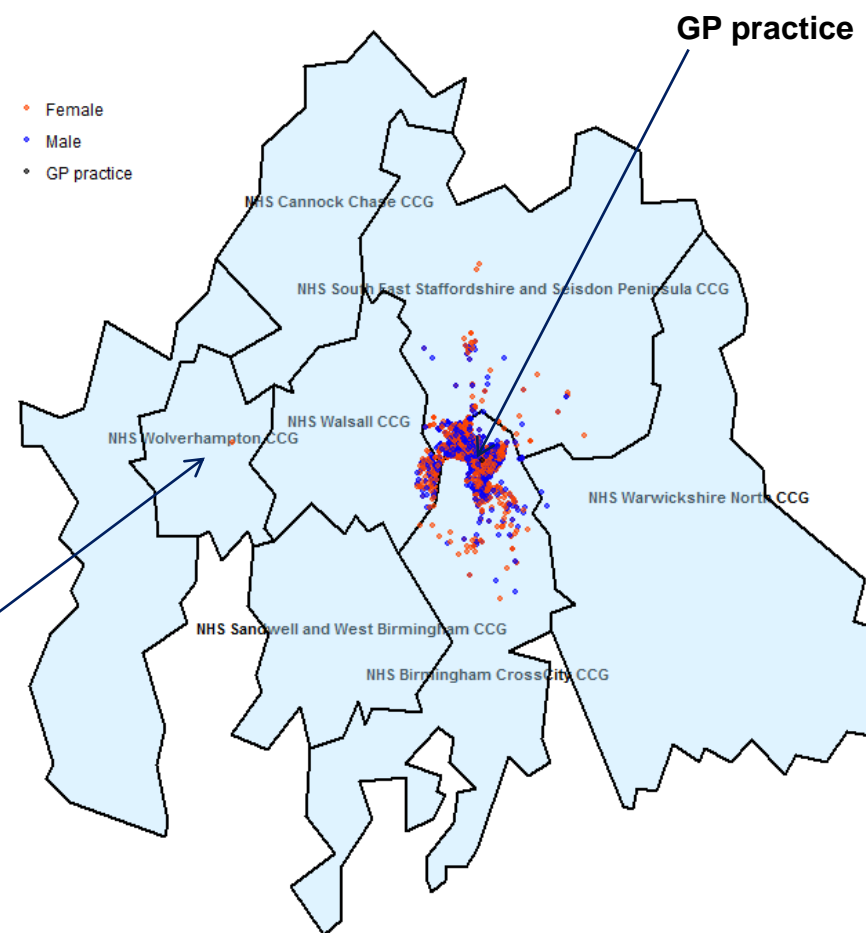 GP practice
Female
Male
GP practice
NHS Cannock Chase CCG
NHS South East Staffordshire and Seisdon Peninsula CCG
NHS Walsall CCG
NHS Wolverhampton CCG
NHS Warwickshire North CCG
NHS Sandwell and West Birmingham CCG
NHS Birmingham CrossCity CCG